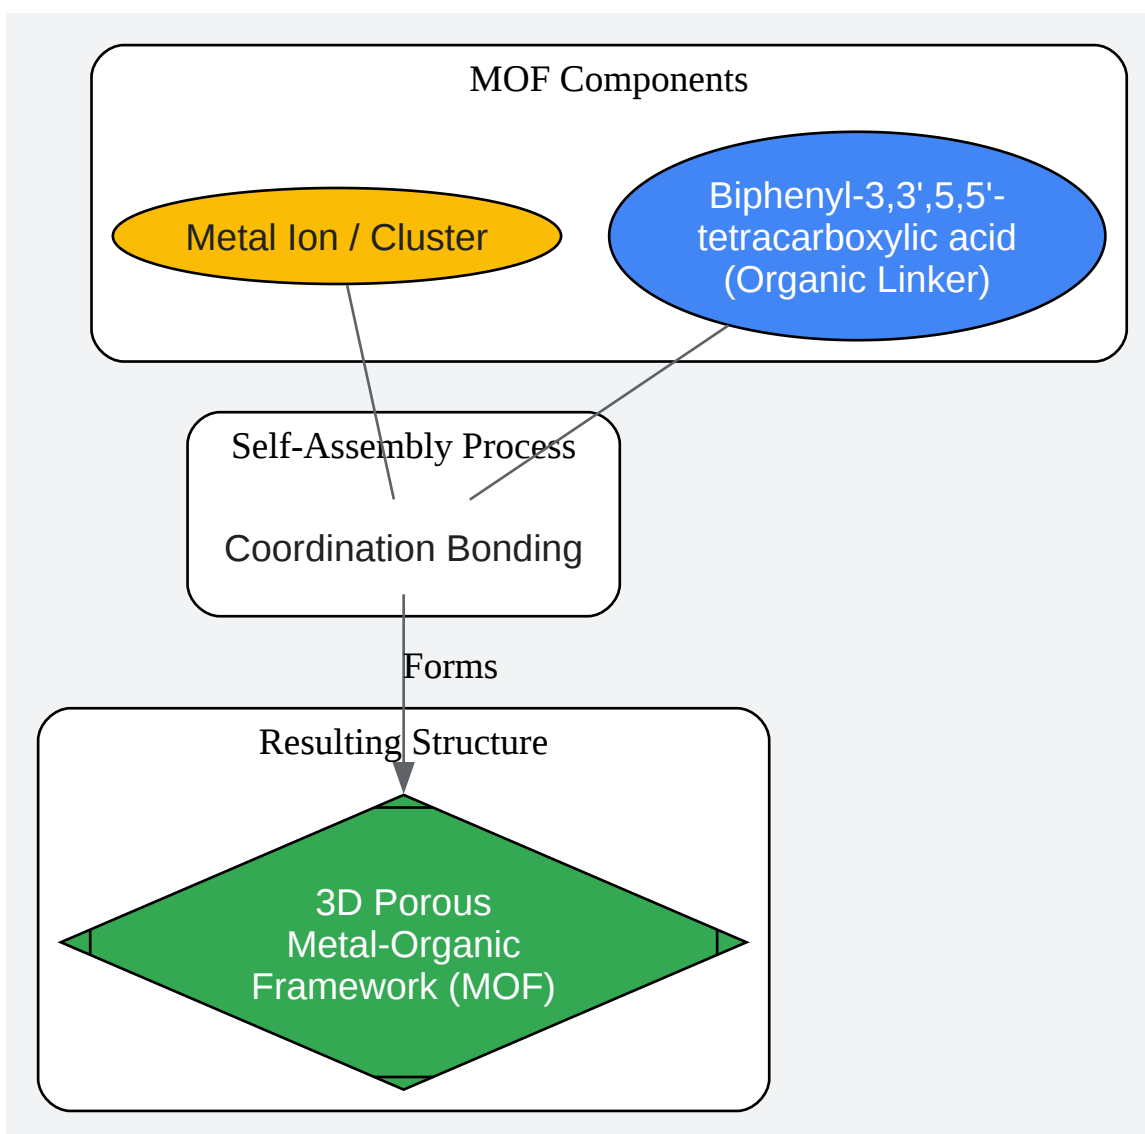 MOF Components
Metal Ion / Cluster
Biphenyl-3,3',5,5'-
tetracarboxylic acid
(Organic Linker)
Self-Assembly Process
Coordination Bonding
Forms
Resulting Structure
3D Porous
Metal-Organic
Framework (MOF)